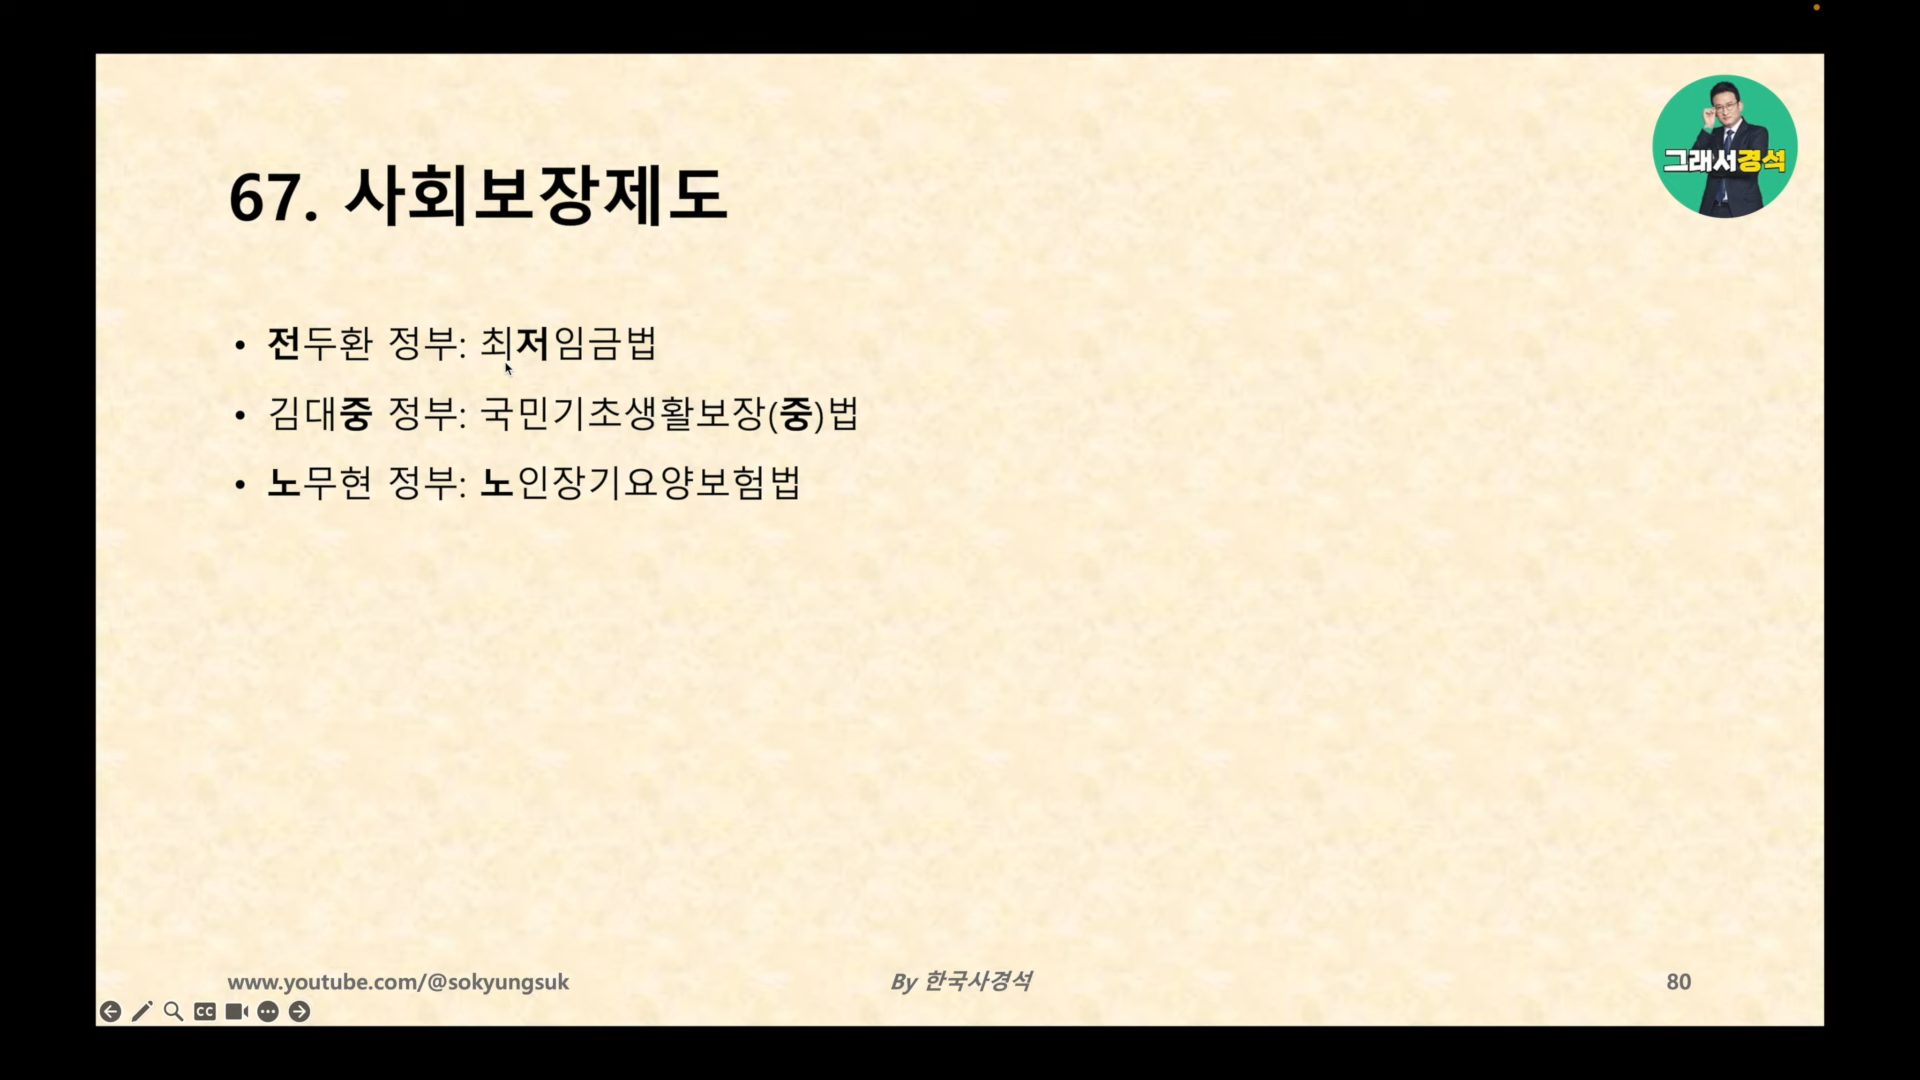 그래서경석
67. 사회보장제도
• 전두환 정부: 최저임금법
• 김대중 정부: 국민기초생활보장(중)법
• 노무현 정부: 노인장기요양보험법
www.youtube.com/@sokyungsuk
By 한국사경석
80
CC